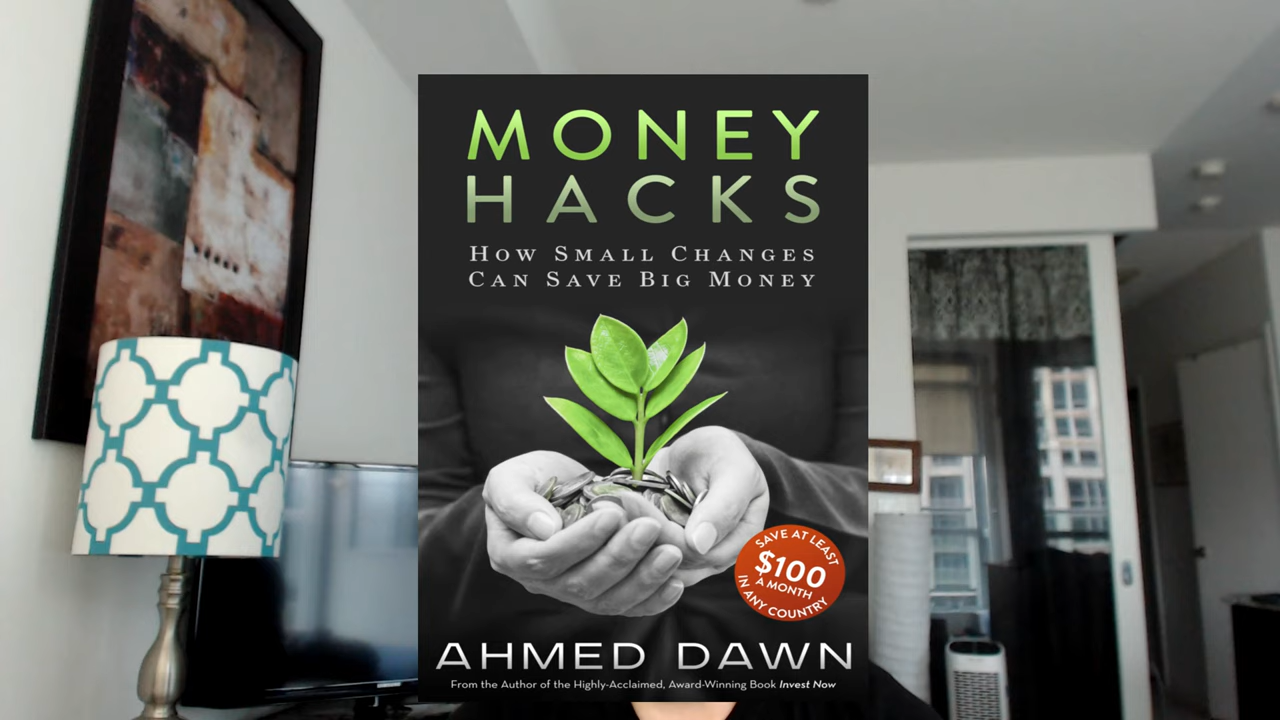 MONEY
HACKS
How Small Changes
Can Save Big Money
SAVE AT LEAST
$100
A MONTH
IN ANY COUNTRY
AHMED DAWN
From the Author of the Highly-Acclaimed, Award-Winning Book Invest Now